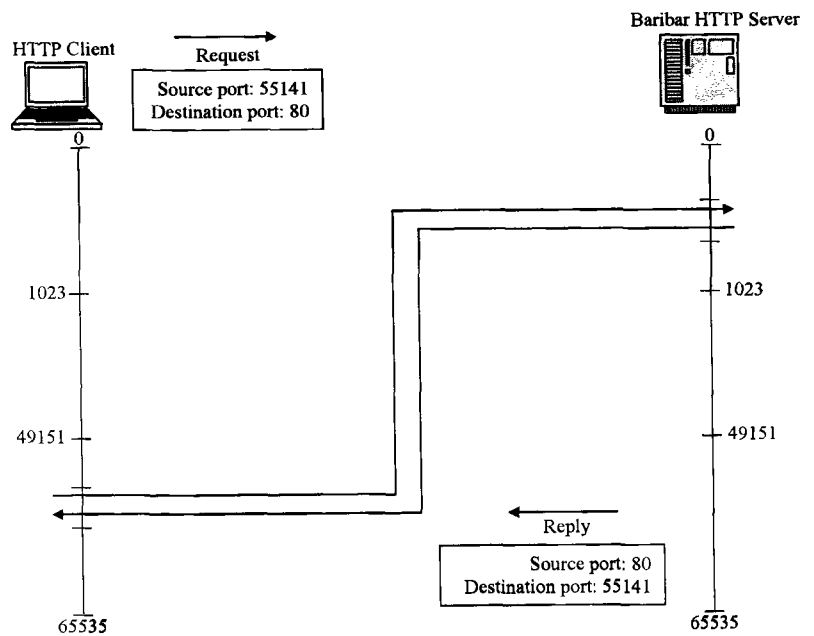 Baribar HTTP Server
HTTP Client
Request
Source port: 55141
Destination port: 80
0
0
1023
1023
49151
49151
Reply
Source port: 80
Destination port: 55141
65535
65535